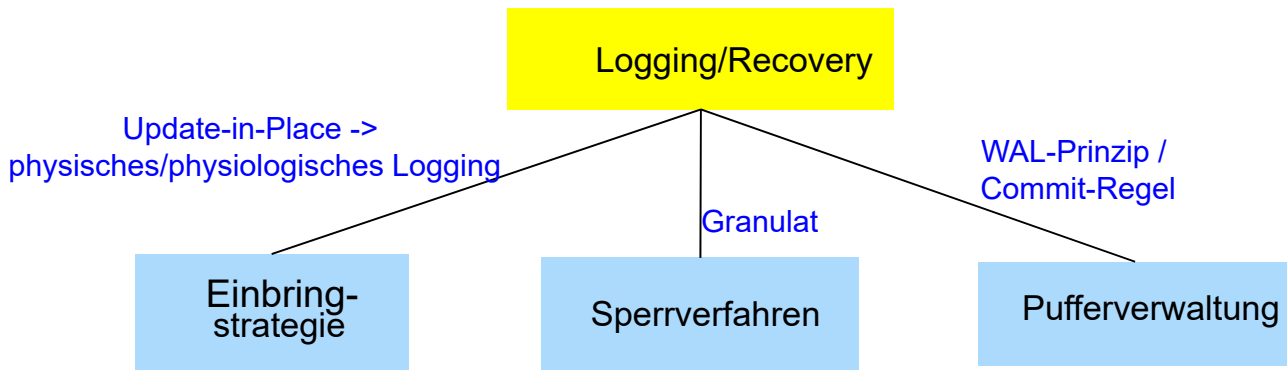 Logging/Recovery
Update-in-Place ->
physisches/physiologisches Logging
WAL-Prinzip /
Commit-Regel
Granulat
Einbring-
strategie
Sperrverfahren
Pufferverwaltung